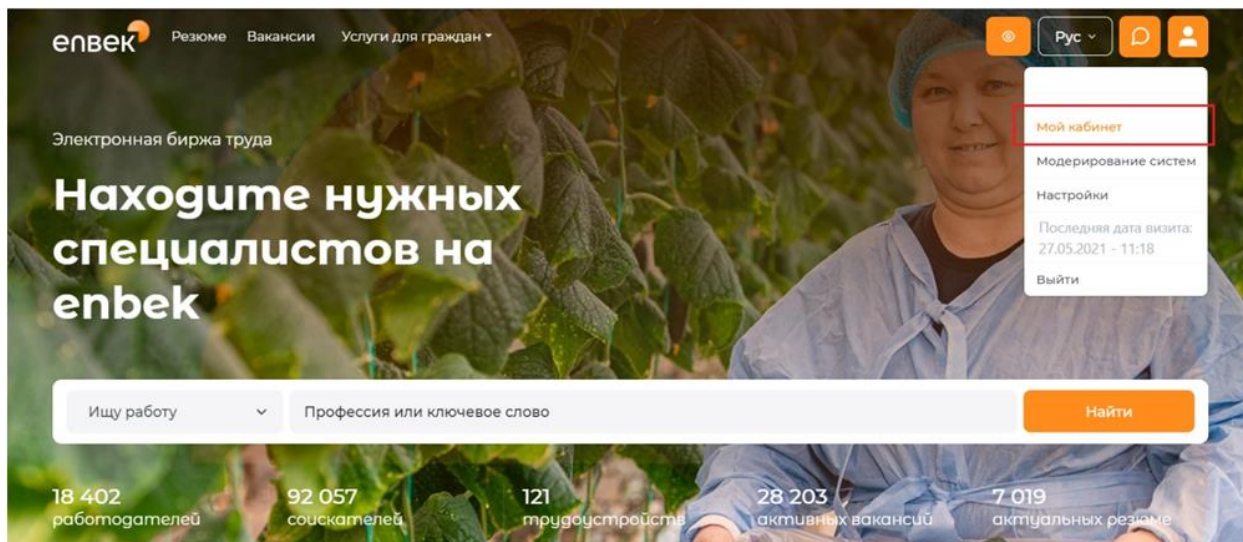 enbek Резюме Вакансии Услуги для граждан Рус
Мой кабинет
Модерирование систем
Настройки
Последняя дата визита:
27.05.2021 - 11:18
Выйти
Электронная биржа труда
Находите нужных
специалистов на
enbek
Ищу работу Профессия или ключевое слово Найти
18 402 92 057 121 28 203 7 019
работодателей соискателей трудоустройств активных вакансий актуальных резюме